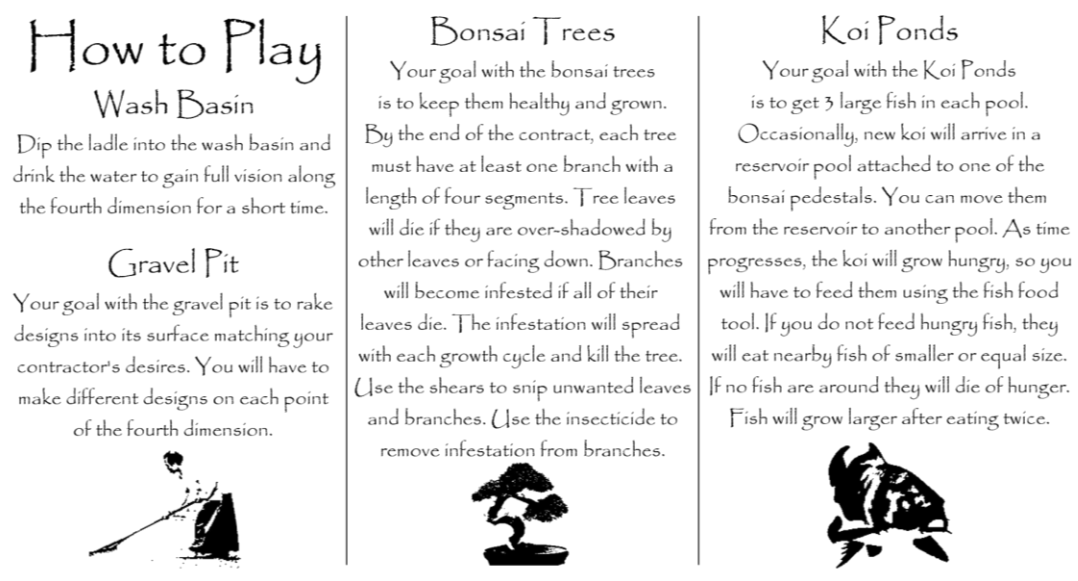 How to Play
Wash Basin
Dip the ladle into the wash basin and
drink the water to gain full vision along
the fourth dimension for a short time.
Gravel Pit
Your goal with the gravel pit is to rake
designs into its surface matching your
contractor's desires. You will have to
make different designs on each point
of the fourth dimension.
Bonsai Trees
Your goal with the bonsai trees
is to keep them healthy and grown.
By the end of the contract, each tree
must have at least one branch with a
length of four segments. Tree leaves
will die if they are over-shadowed by
other leaves or facing down. Branches
will become infested if all of their
leaves die. The infestation will spread
with each growth cycle and kill the tree.
Use the shears to snip unwanted leaves
and branches. Use the insecticide to
remove infestation from branches.
Koi Ponds
Your goal with the Koi Ponds
is to get 3 large fish in each pool.
Occasionally, new koi will arrive in a
reservoir pool attached to one of the
bonsai pedestals. You can move them
from the reservoir to another pool. As time
progresses, the koi will grow hungry, so you
will have to feed them using the fish food
tool. If you do not feed hungry fish, they
will eat nearby fish of smaller or equal size.
If no fish are around they will die of hunger.
Fish will grow larger after eating twice.